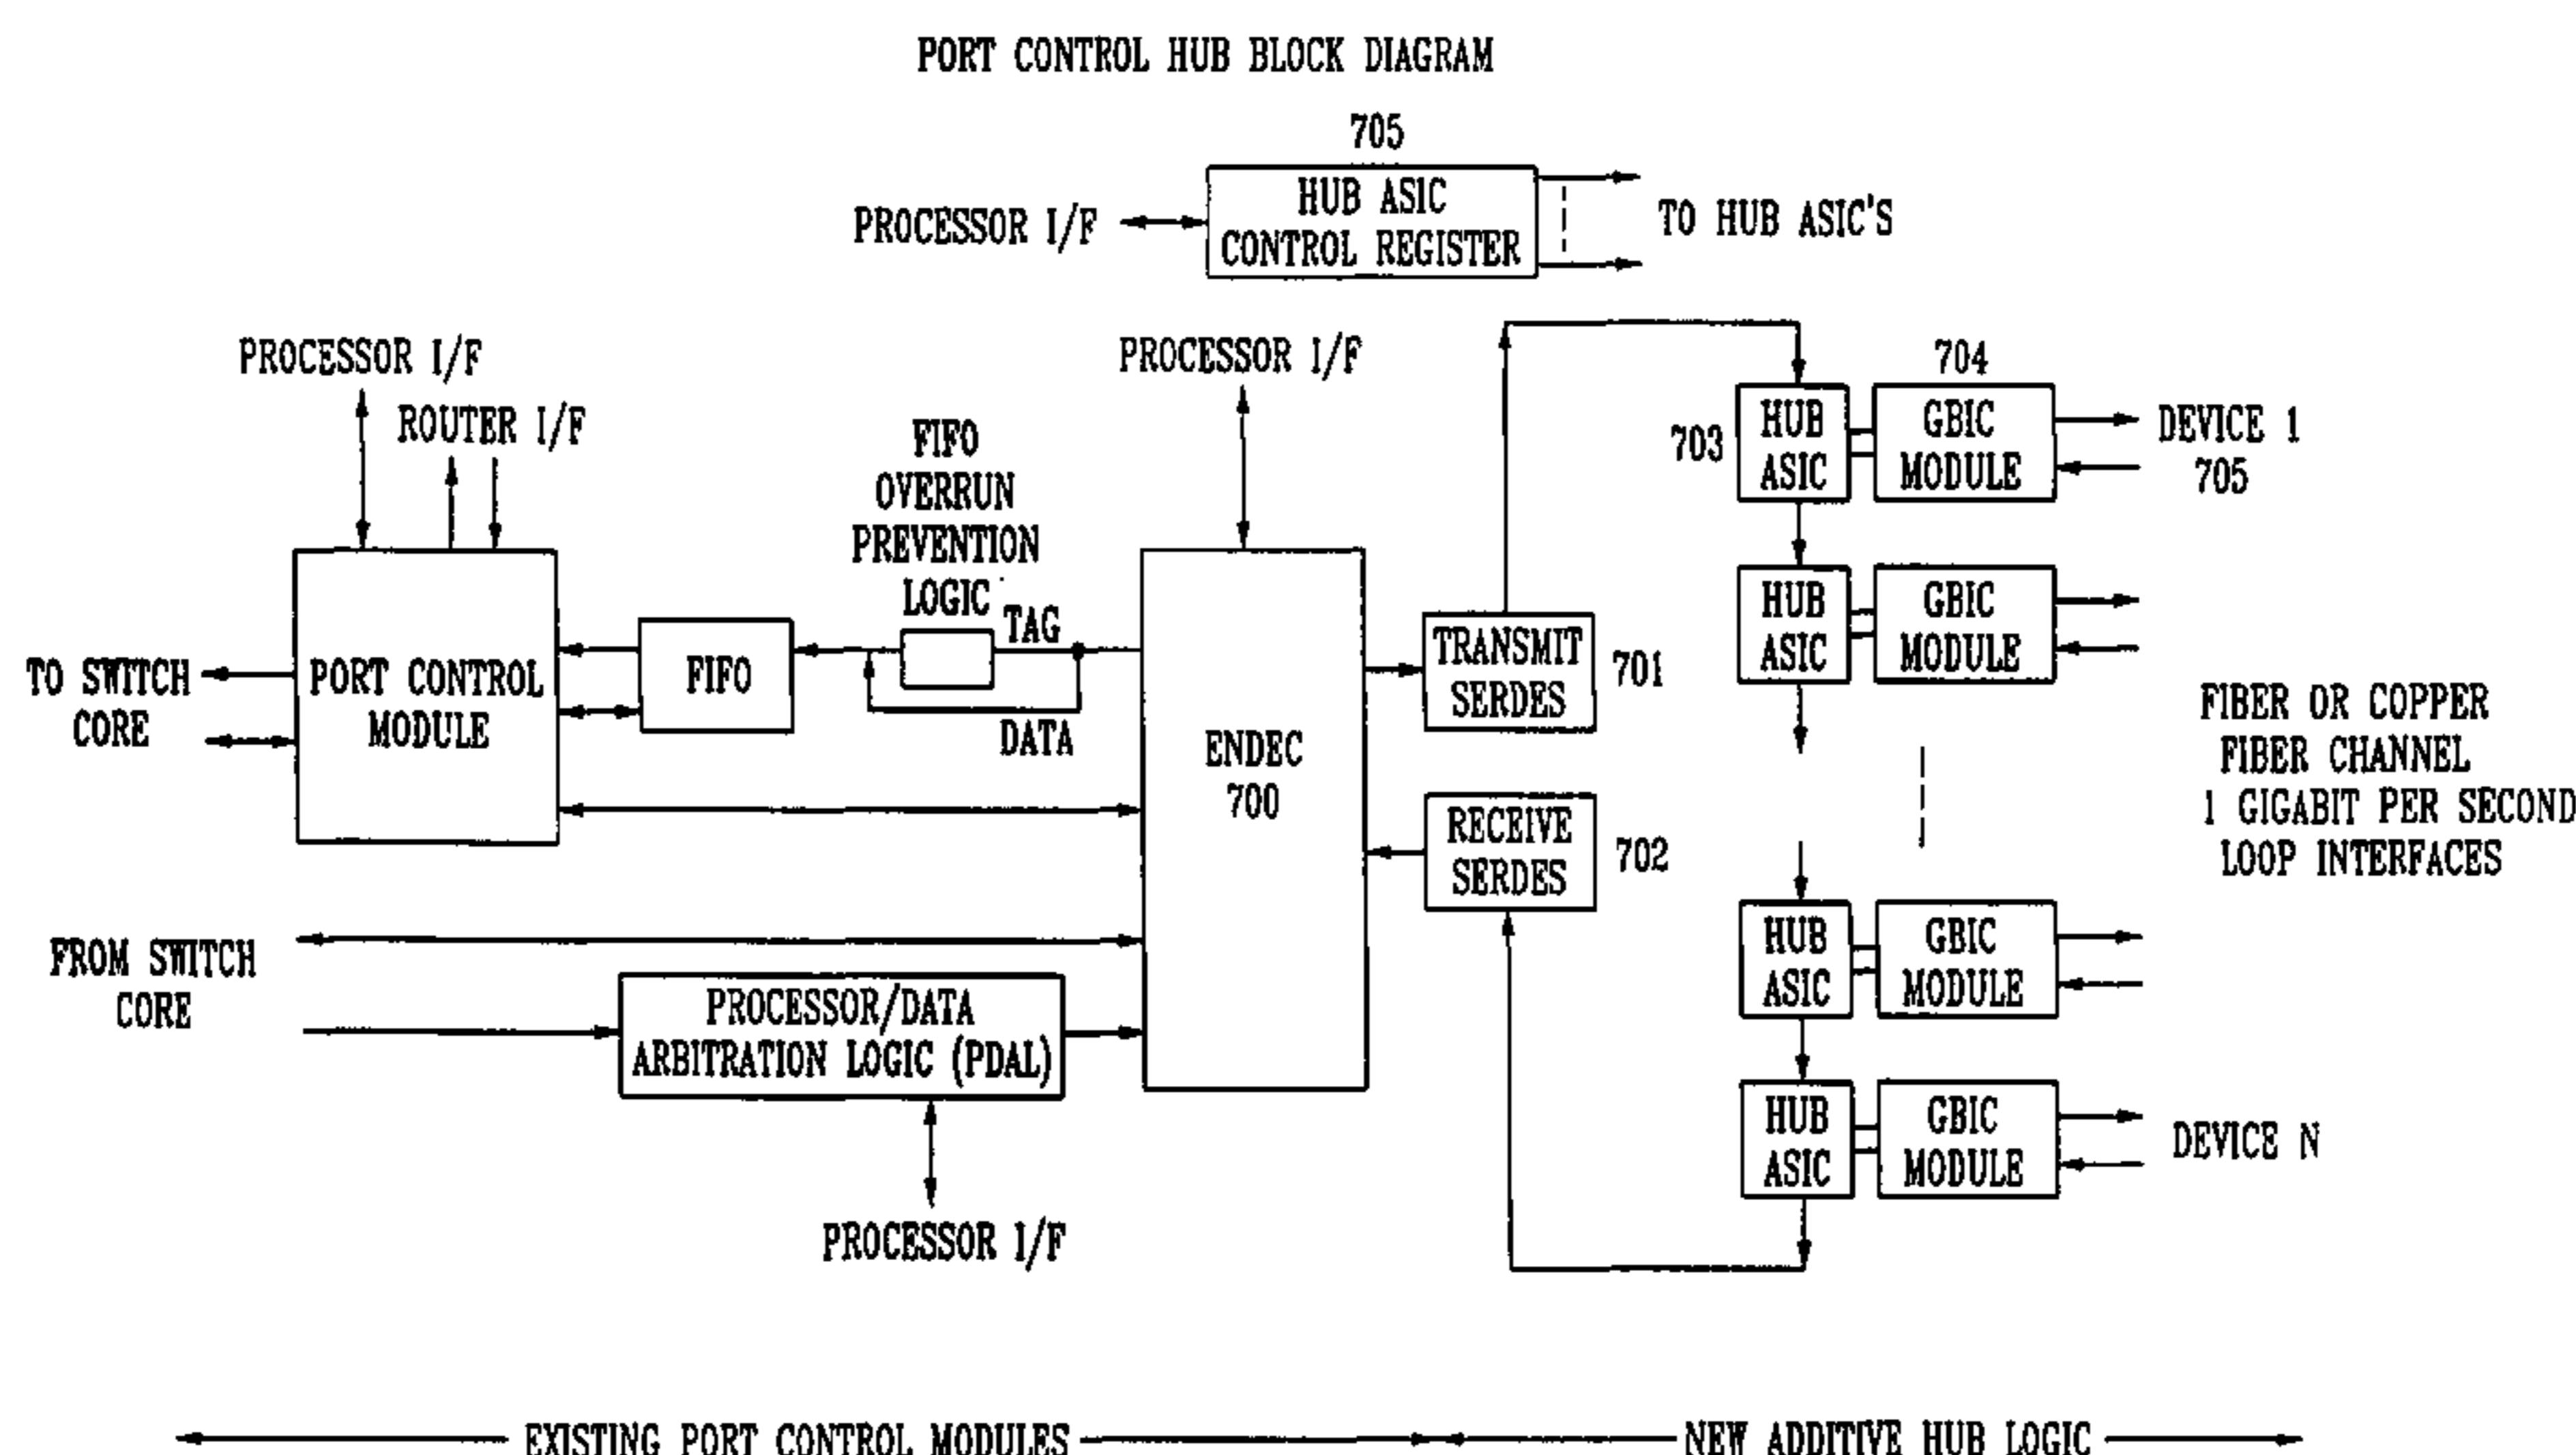 PORT CONTROL HUB BLOCK DIAGRAM
705
HUB ASIC
CONTROL REGISTER
PROCESSOR I/F
TO HUB ASIC'S
PROCESSOR I/F
ROUTER I/F
PROCESSOR I/F
FIFO
OVERRUN
PREVENTION
LOGIC
TAG
DATA
TO SWITCH
CORE
PORT CONTROL
MODULE
FIFO
ENDEC
700
TRANSMIT
SERDES
701
RECEIVE
SERDES
702
703
HUB
ASIC
704
GBIC
MODULE
DEVICE 1
705
HUB
ASIC
GBIC
MODULE
FIBER OR COPPER
FIBER CHANNEL
1 GIGABIT PER SECOND
LOOP INTERFACES
HUB
ASIC
GBIC
MODULE
HUB
ASIC
GBIC
MODULE
DEVICE N
FROM SWITCH
CORE
PROCESSOR/DATA
ARBITRATION LOGIC (PDAL)
PROCESSOR I/F
EXISTING PORT CONTROL MODULES
NEW ADDITIVE HUB LOGIC